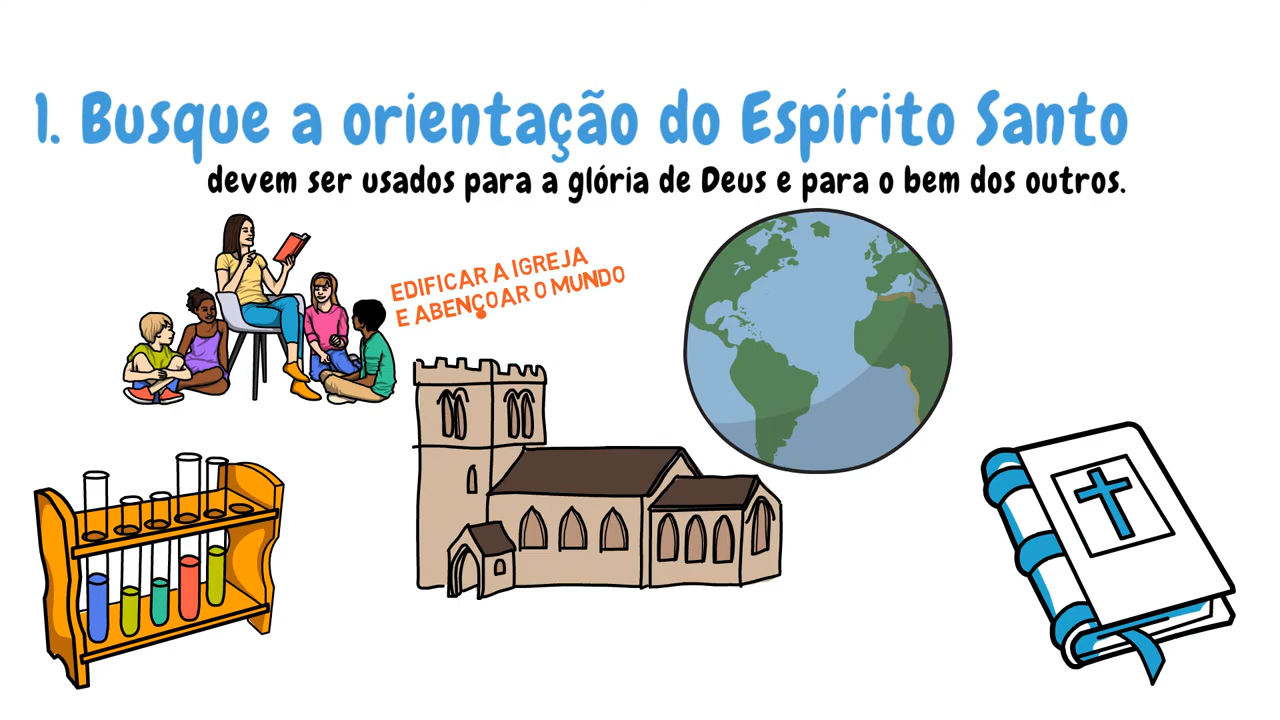 1. Busque a orientação do Espírito Santo
devem ser usados para a glória de Deus e para o bem dos outros.
EDIFICAR A IGREJA
E ABENÇOAR O MUNDO